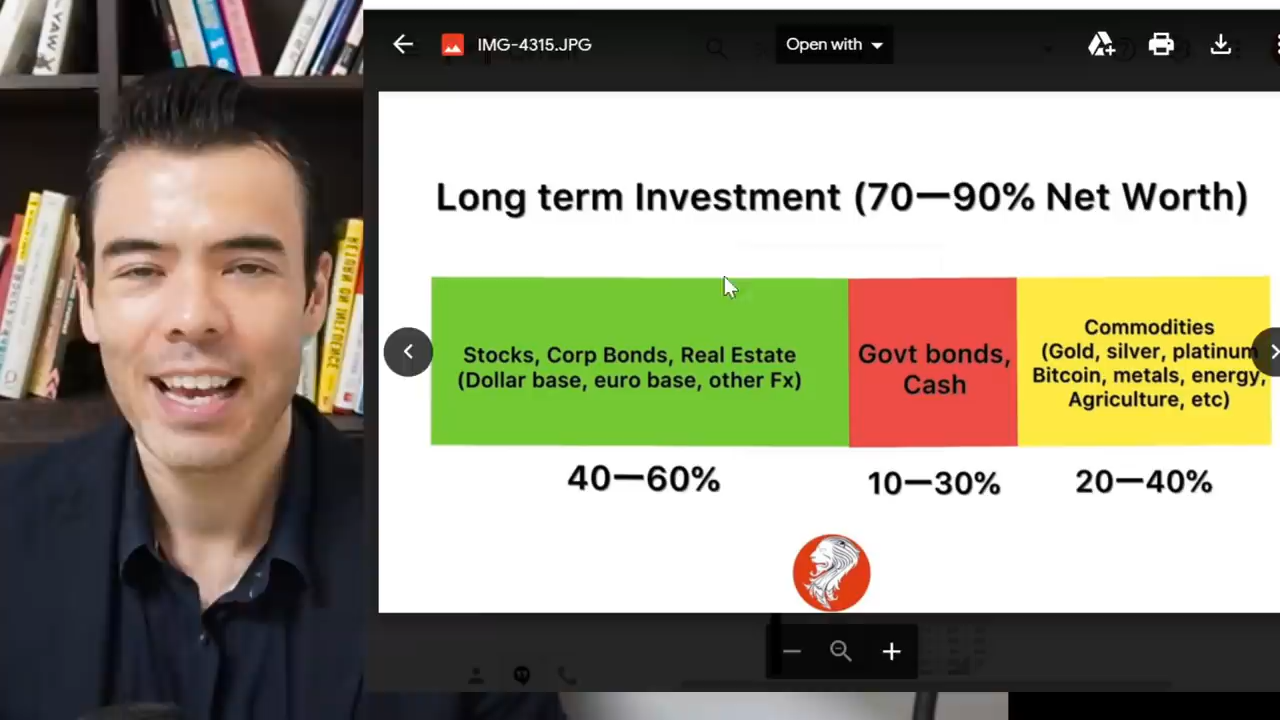 YAW
IMG-4315.JPG
Open with
Long term Investment (70—90% Net Worth)
Stocks, Corp Bonds, Real Estate
(Dollar base, euro base, other Fx)
Govt bonds,
Cash
Commodities
(Gold, silver, platinum
Bitcoin, metals, energy,
Agriculture, etc)
40—60%
10—30%
20—40%